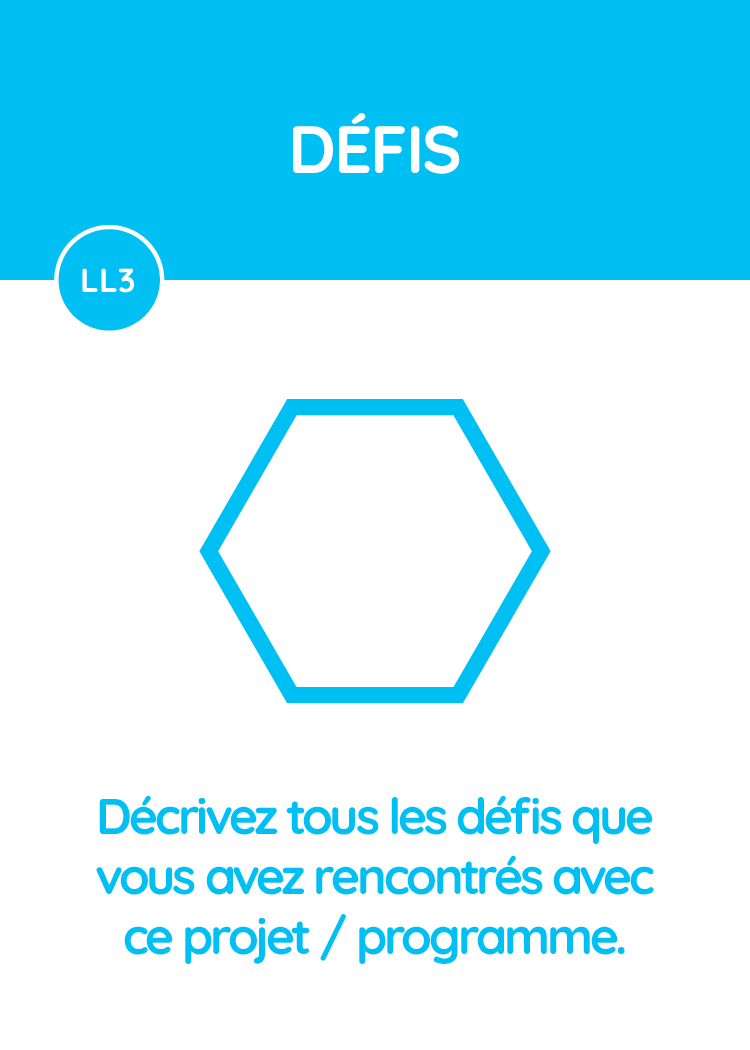 DÉFIS
LL3
Décrivez tous les défis que
vous avez rencontrés avec
ce projet / programme.